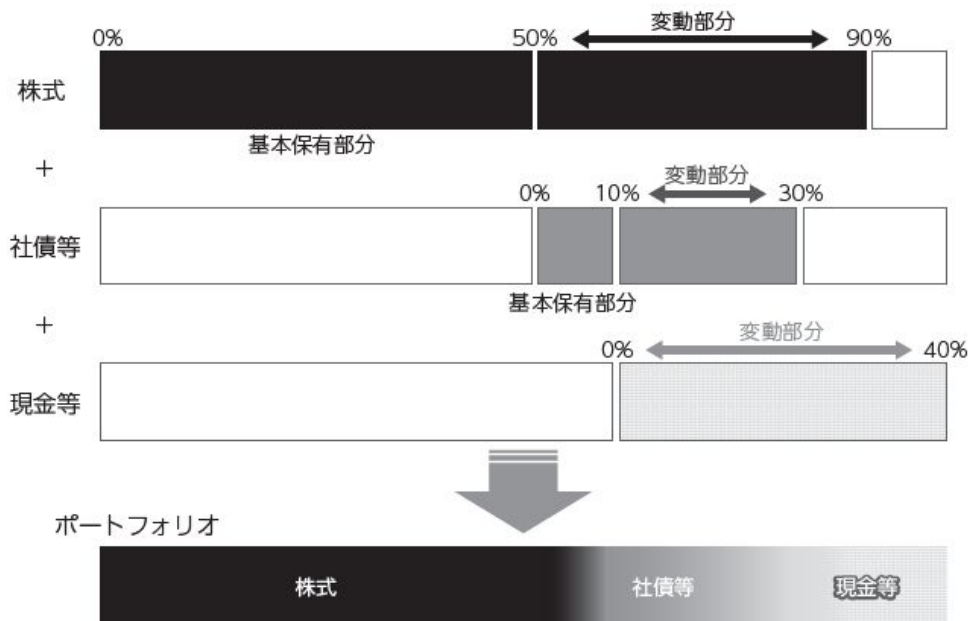 変動部分
0% 50% 90%
株式
基本保有部分
+
変動部分
0% 10% 30%
社債等
基本保有部分
+
変動部分
0% 40%
現金等
ポートフォリオ
株式 社債等 現金等